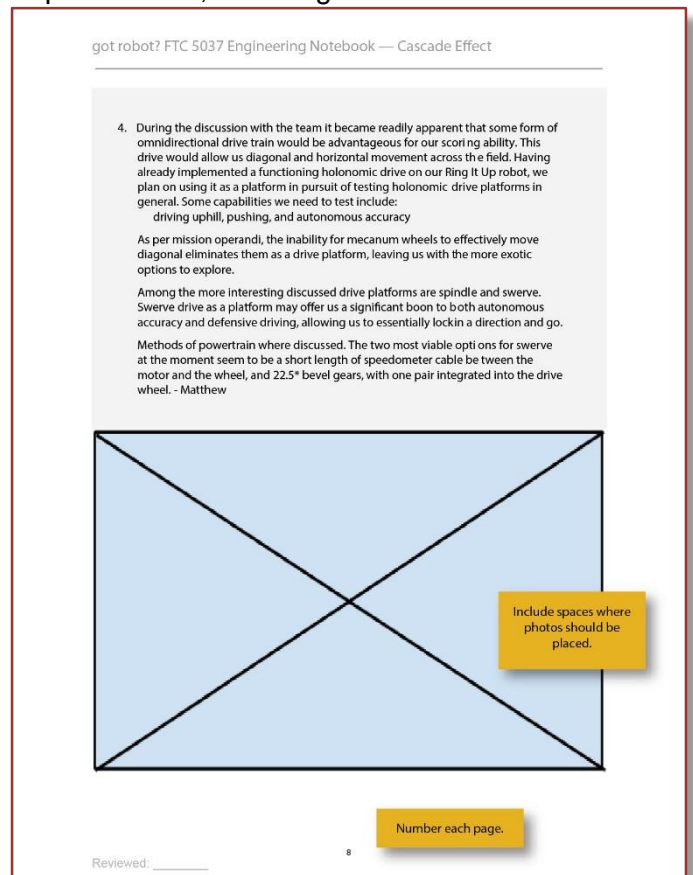 got robot? FTC 5037 Engineering Notebook — Cascade Effect
4. During the discussion with the team it became readily apparent that some form of
omnidirectional drive train would be advantageous for our scoring ability. This
drive would allow us diagonal and horizontal movement across the field. Having
already implemented a functioning holonomic drive on our Ring It Up robot, we
plan on using it as a platform in pursuit of testing holonomic drive platforms in
general. Some capabilities we need to test include:
driving uphill, pushing, and autonomous accuracy
As per mission operandi, the inability for mecanum wheels to effectively move
diagonal eliminates them as a drive platform, leaving us with the more exotic
options to explore.
Among the more interesting discussed drive platforms are spindle and swerve.
Swerve drive as a platform may offer us a significant boon to both autonomous
accuracy and defensive driving, allowing us to essentially lockin a direction and go.
Methods of powertrain where discussed. The two most viable opti ons for swerve
at the moment seem to be a short length of speedometer cable be tween the
motor and the wheel, and 22.5* bevel gears, with one pair integrated into the drive
wheel. - Matthew
Include spaces where
photos should be
placed.
Number each page.
8
Reviewed: ________